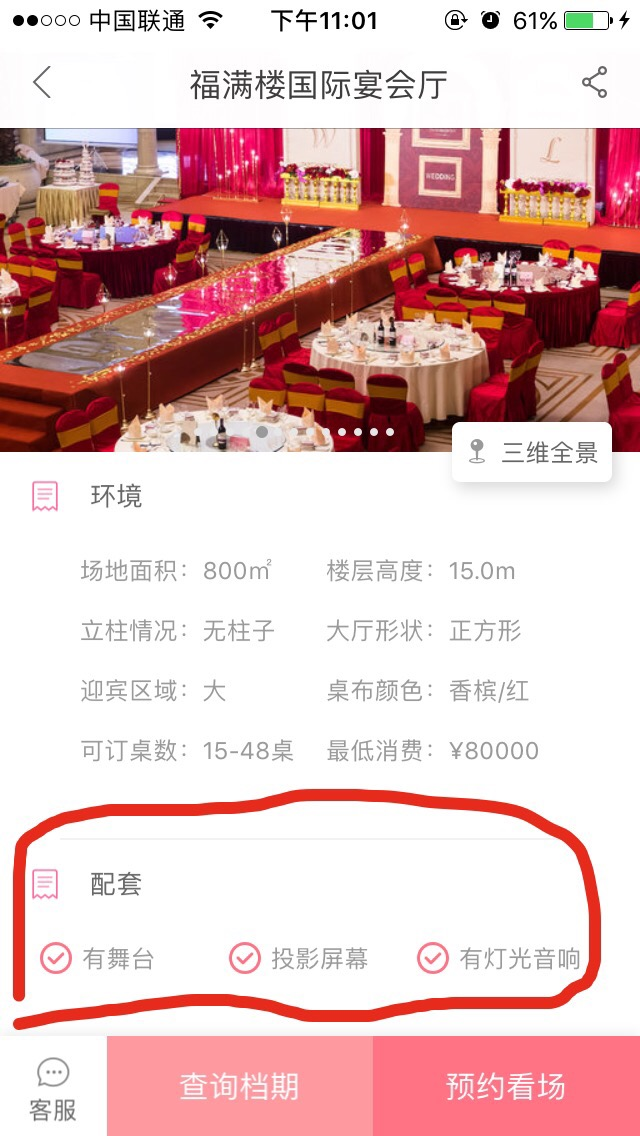 中国联通 下午11:01 61%
福满楼国际宴会厅
W L
WEDDING
三维全景
环境
场地面积：800㎡ 楼层高度：15.0m
立柱情况：无柱子 大厅形状：正方形
迎宾区域：大 桌布颜色：香槟/红
可订桌数：15-48桌 最低消费：¥80000
配套
有舞台 投影屏幕 有灯光音响
客服 查询档期 预约看场